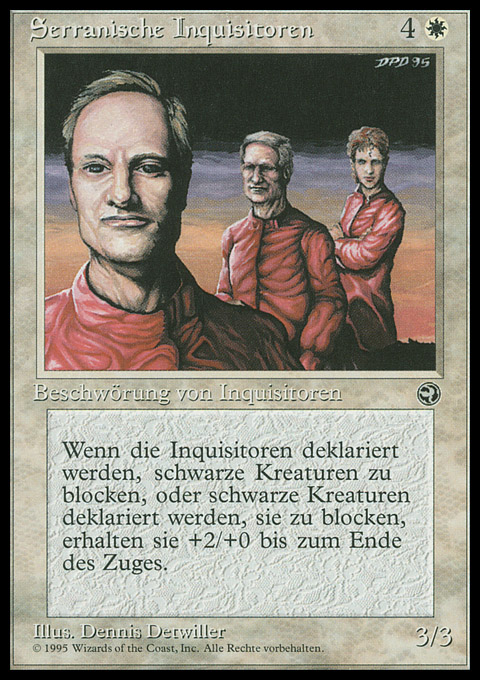 Serranische Inquisitoren 4
DPD 95
Beschwörung von Inquisitoren
Wenn die Inquisitoren deklariert
werden, schwarze Kreaturen zu
blocken, oder schwarze Kreaturen
deklariert werden, sie zu blocken,
erhalten sie +2/+0 bis zum Ende
des Zuges.
Illus. Dennis Detwiller
3/3
© 1995 Wizards of the Coast, Inc. Alle Rechte vorbehalten.